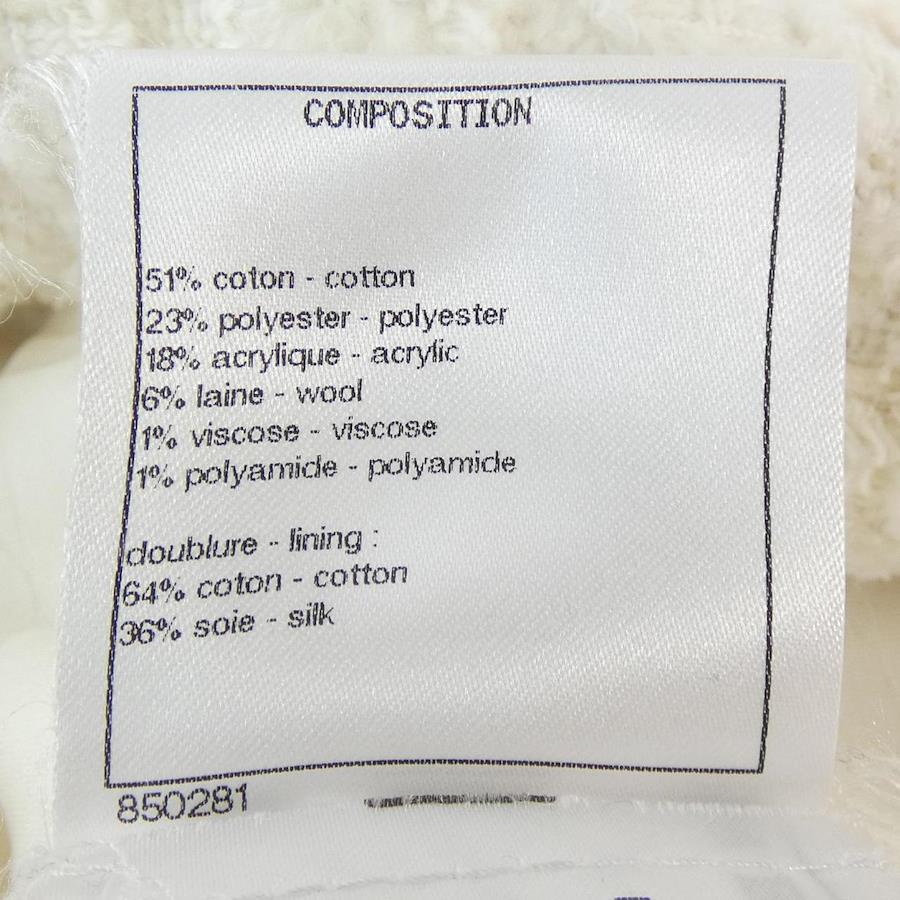 COMPOSITION
51% coton - cotton
23% polyester - polyester
18% acrylique - acrylic
6% laine - wool
1% viscose - viscose
1% polyamide - polyamide
doublure - lining :
64% coton - cotton
36% soie - silk
850281